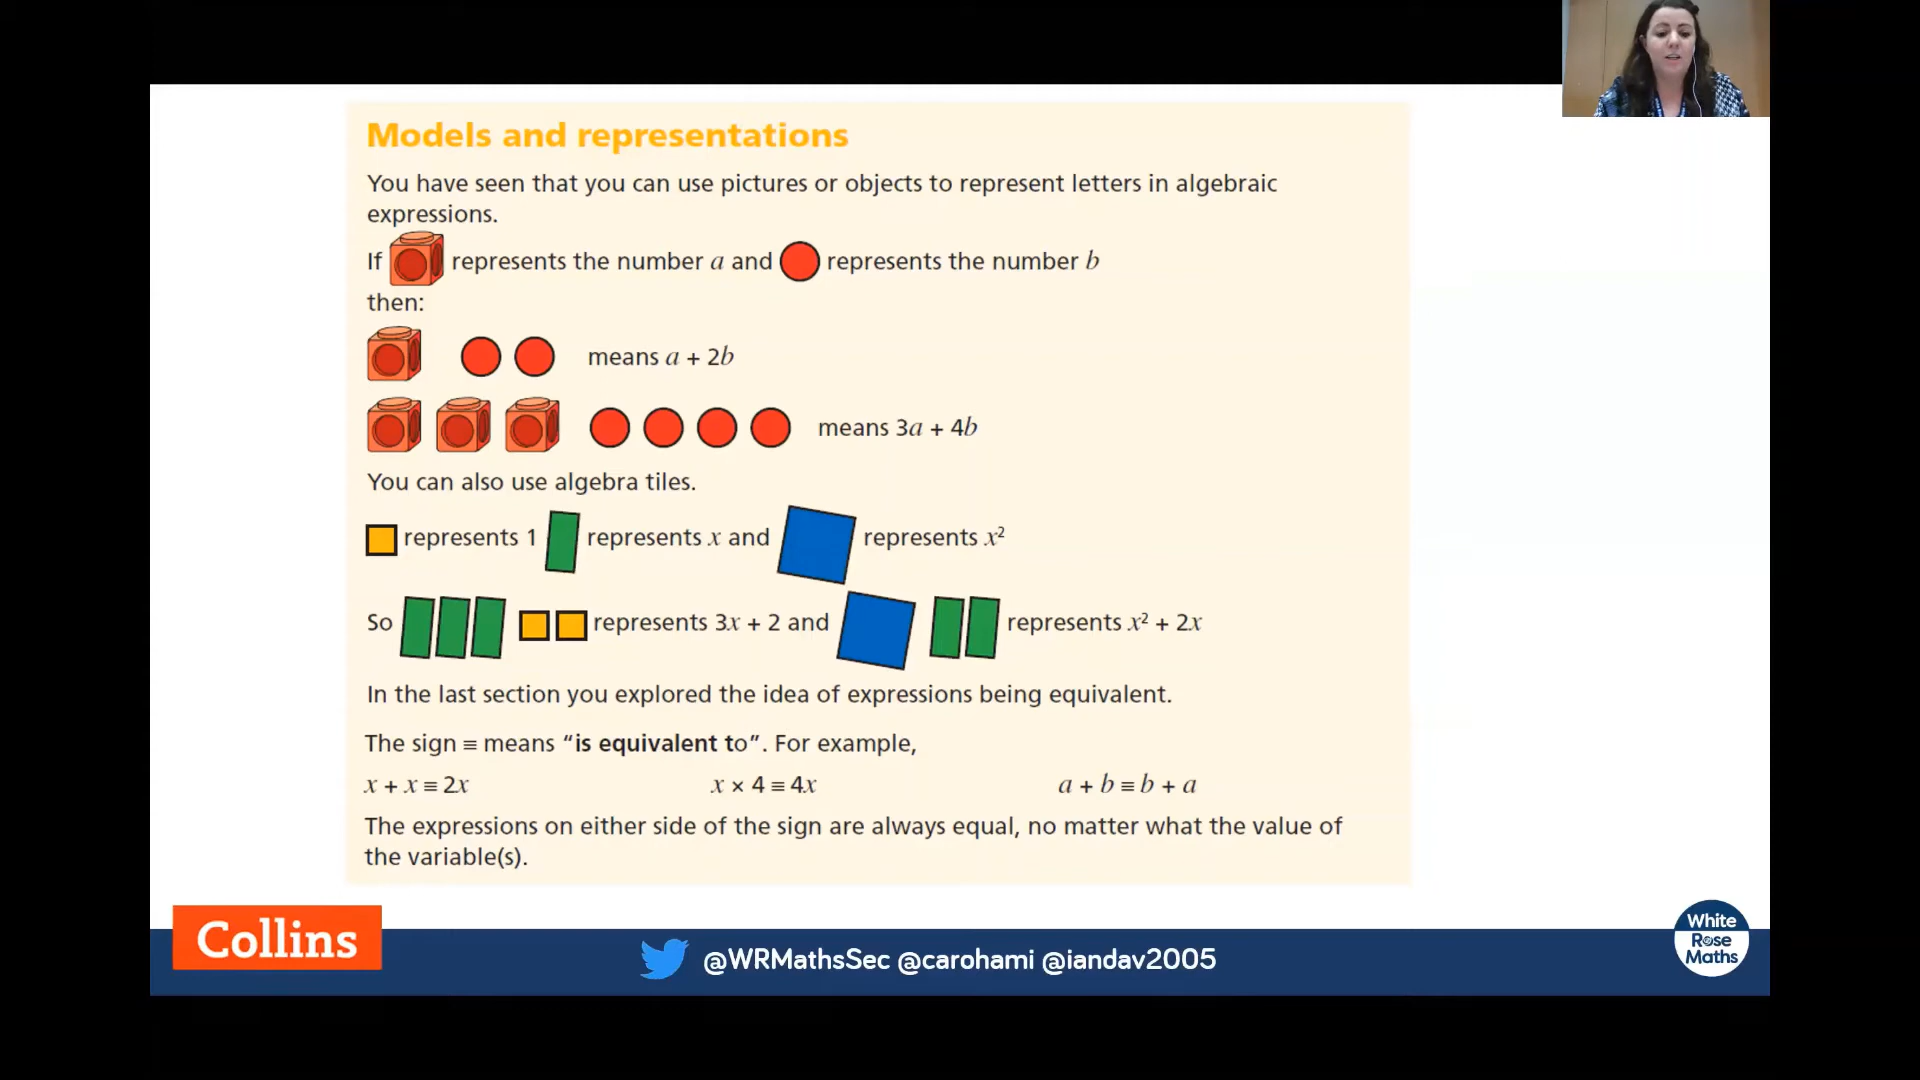 Models and representations
You have seen that you can use pictures or objects to represent letters in algebraic
expressions.
If represents the number a and represents the number b
then:
means a + 2b
means 3a + 4b
You can also use algebra tiles.
represents 1 represents x and represents x²
So represents 3x + 2 and represents x² + 2x
In the last section you explored the idea of expressions being equivalent.
The sign ≡ means “is equivalent to”. For example,
x + x ≡ 2x x × 4 ≡ 4x a + b ≡ b + a
The expressions on either side of the sign are always equal, no matter what the value of
the variable(s).
Collins
@WRMathsSec @carohami @iandav2005
White
Rose
Maths